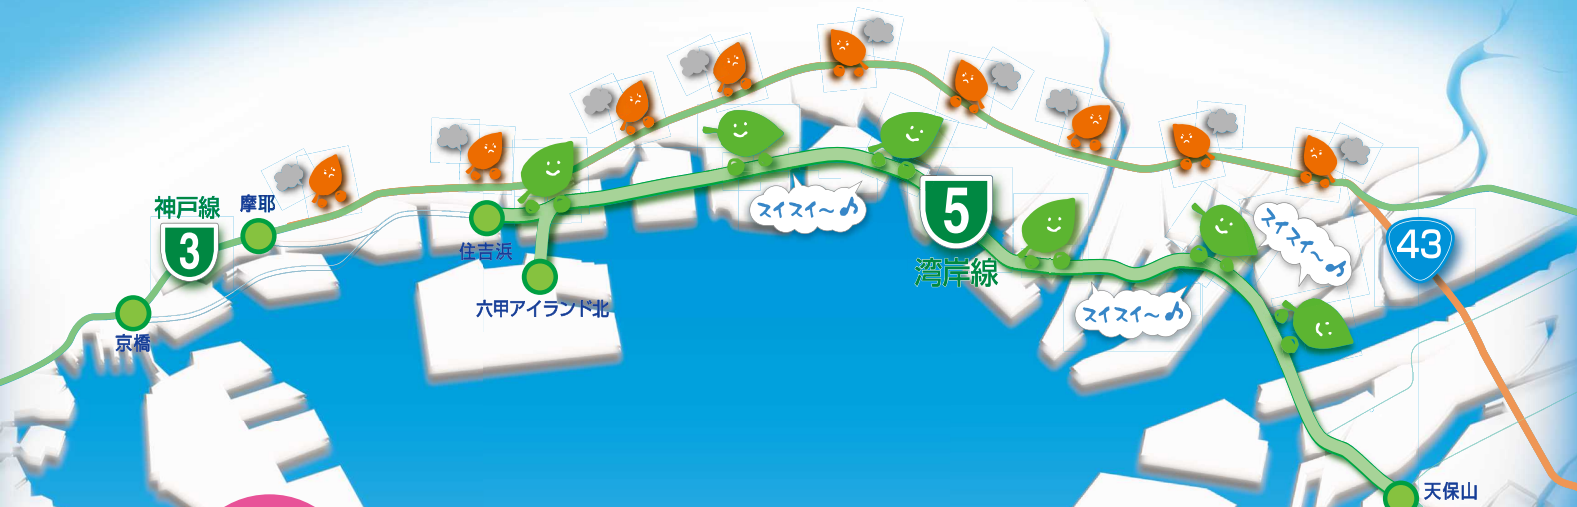 神戸線
3
摩耶
京橋
住吉浜
六甲アイランド北
スイスイ〜♪
5
湾岸線
スイスイ〜♪
スイスイ〜♪
43
天保山